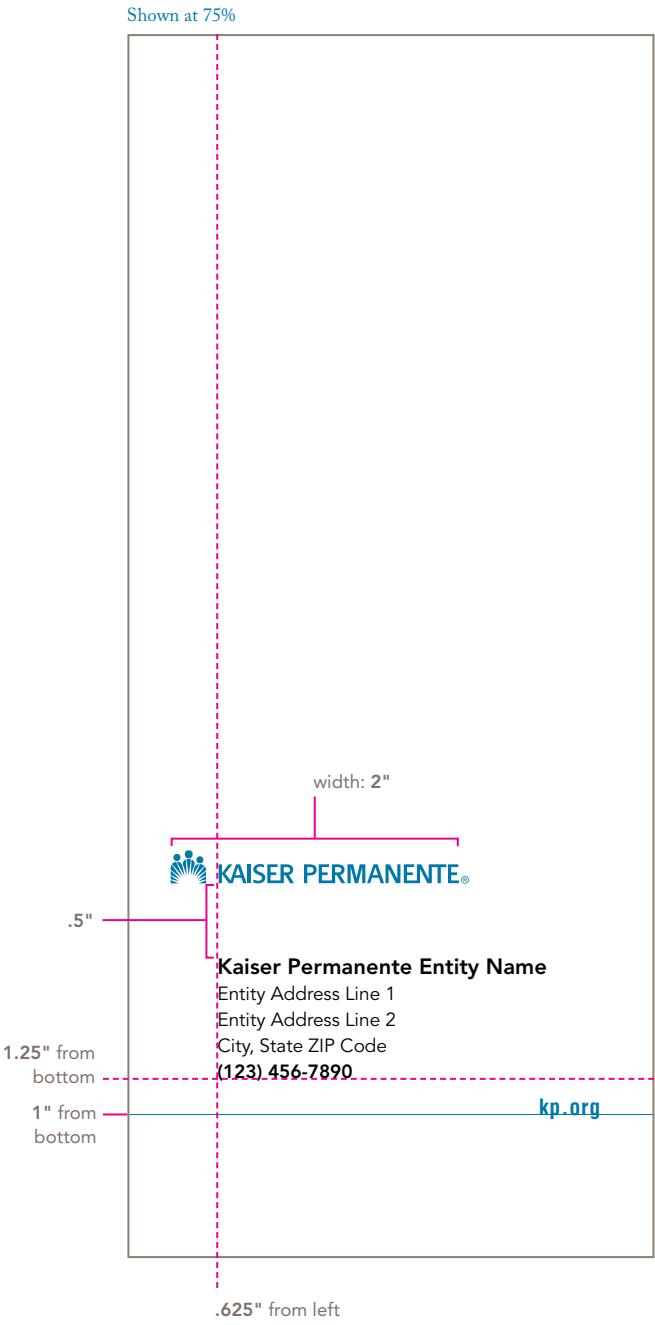 Shown at 75%
width: 2"
KAISER PERMANENTE®
.5"
Kaiser Permanente Entity Name
Entity Address Line 1
Entity Address Line 2
City, State ZIP Code
(123) 456-7890
1.25" from
bottom
kp.org
1" from
bottom
.625" from left